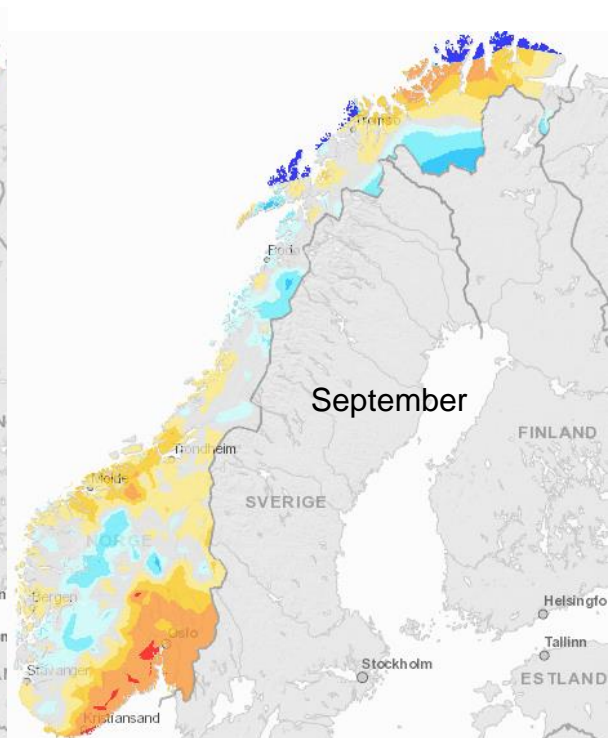 Tromsø
Bodø
September
FINLAND
Trondheim
Molde
SVERIGE
NORGE
Bergen
Helsingfo
Oslo
Tallinn
Stavanger
Stockholm
ESTLAND
Kristiansand